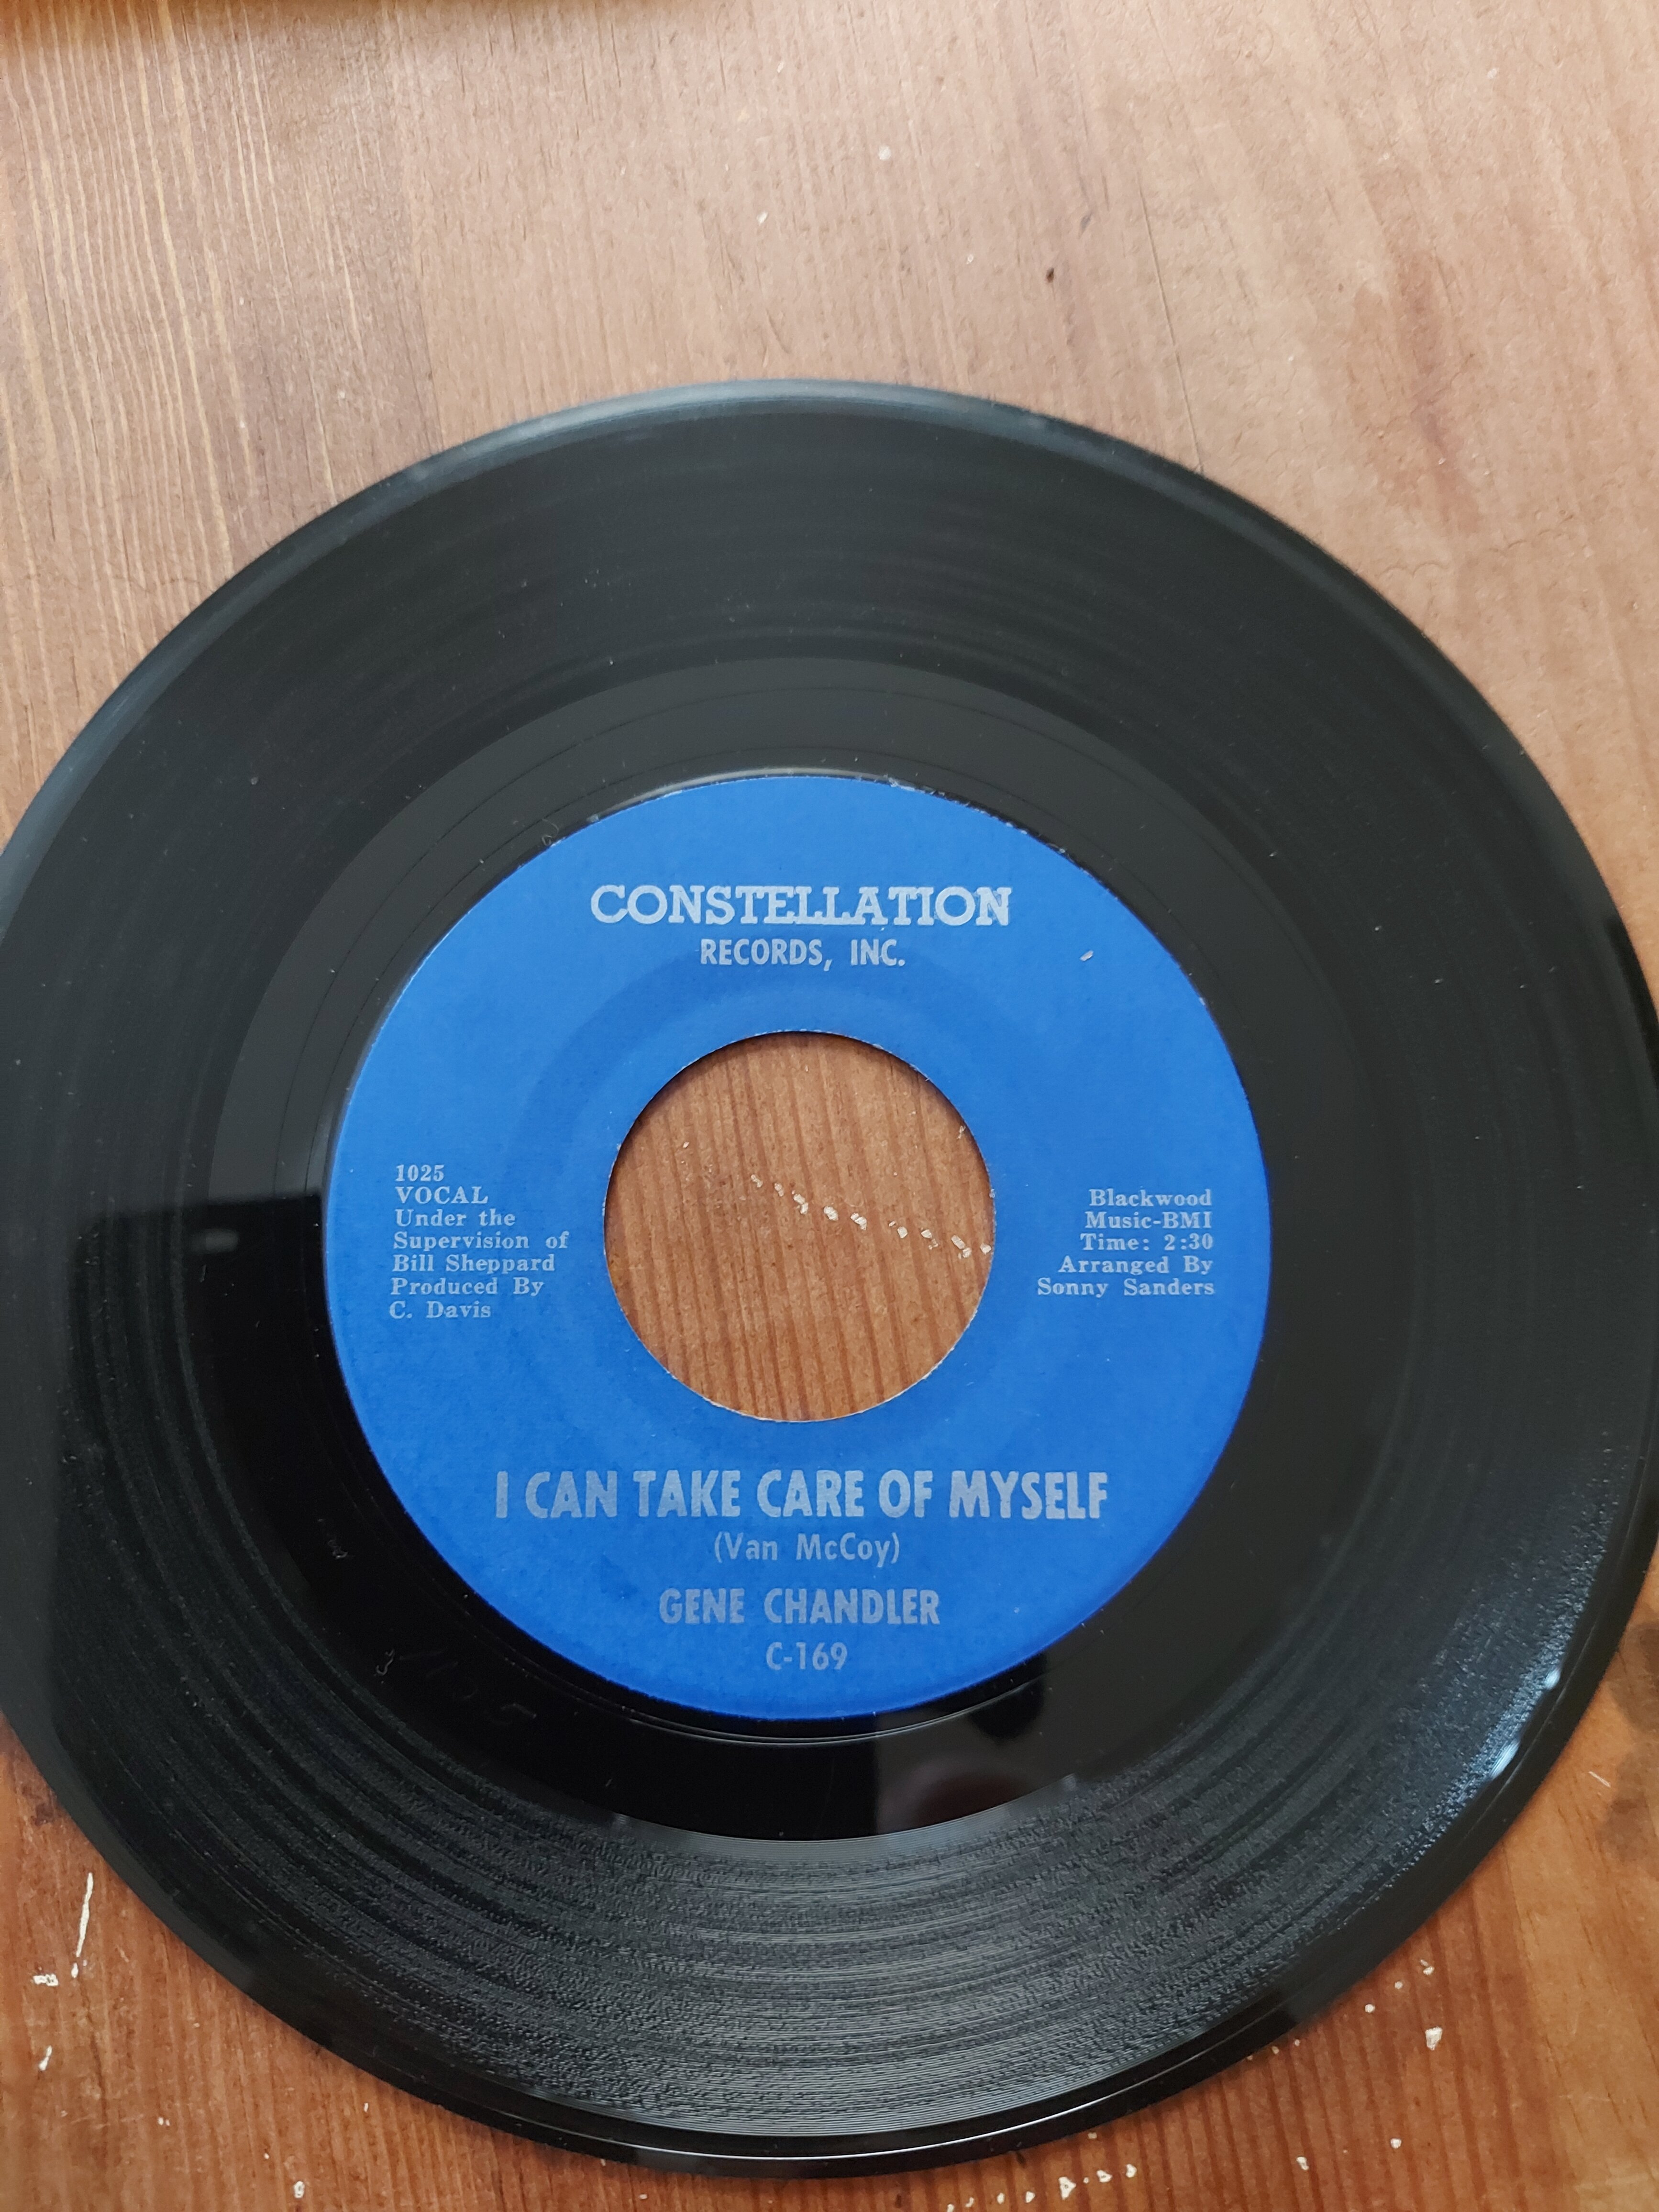 CONSTELLATION
RECORDS, INC.
1025
VOCAL
Under the
Supervision of
Bill Sheppard
Produced By
C. Davis
Blackwood
Music-BMI
Time: 2:30
Arranged By
Sonny Sanders
I CAN TAKE CARE OF MYSELF
(Van McCoy)
GENE CHANDLER
C-169